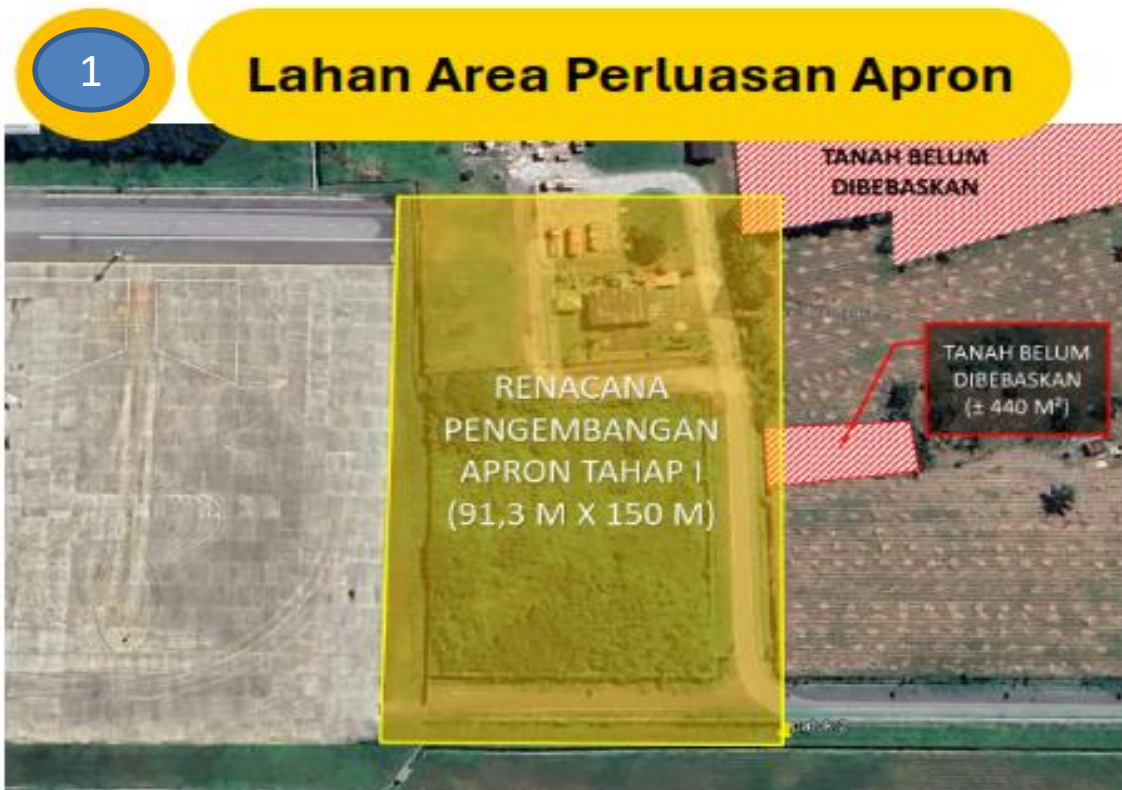 1
Lahan Area Perluasan Apron
TANAH BELUM
DIBEBASKAN
TANAH BELUM
DIBEBASKAN
(± 440 M²)
RENACANA
PENGEMBANGAN
APRON TAHAP I
(91,3 M X 150 M)